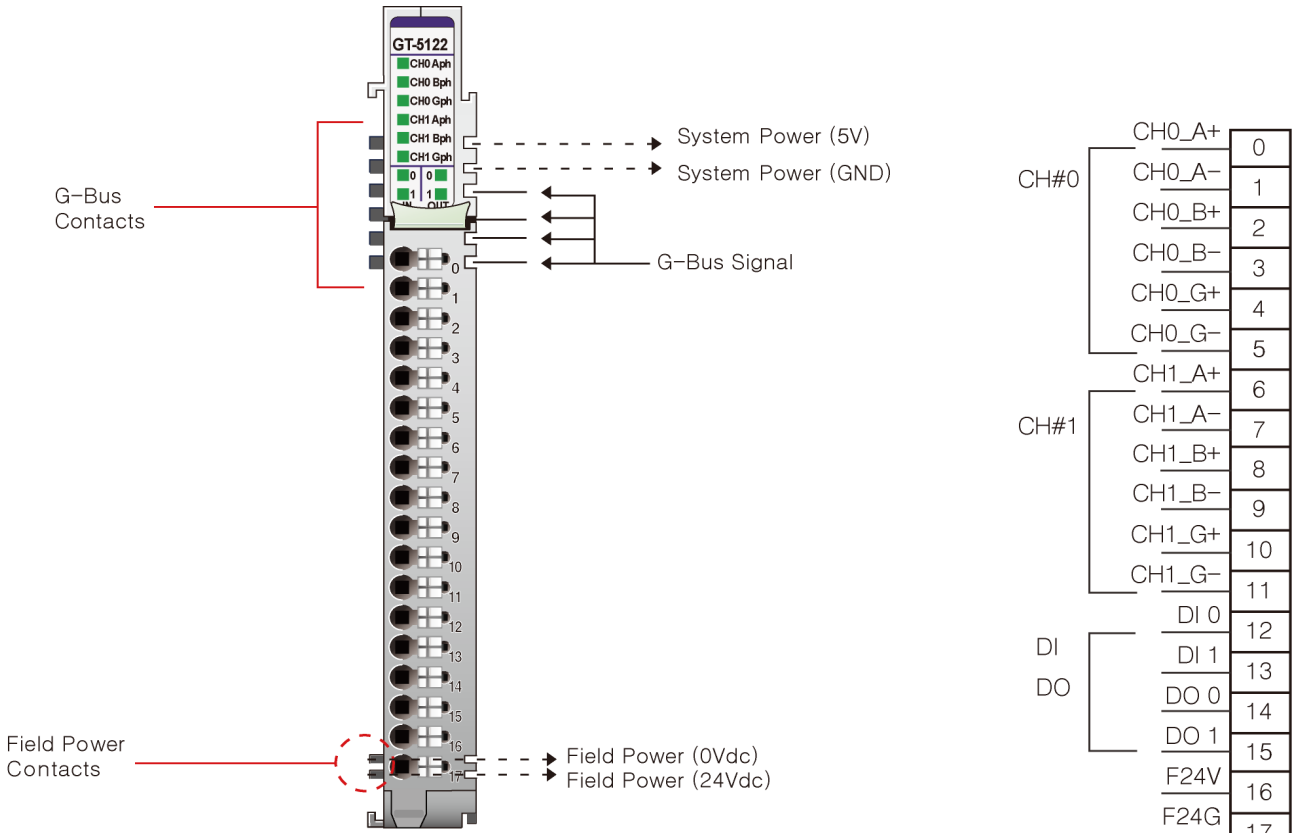 GT-5122
CH0 Aph
CH0 Bph
CH0 Gph
CH1 Aph
CH1 Bph
CH1 Gph
0 0
1 1
IN OUT
System Power (5V)
System Power (GND)
G-Bus
Contacts
G-Bus Signal
0
1
2
3
4
5
6
7
8
9
10
11
12
13
14
15
16
17
Field Power
Contacts
Field Power (0Vdc)
Field Power (24Vdc)
CH#0
CH0_A+ 0
CH0_A- 1
CH0_B+ 2
CH0_B- 3
CH0_G+ 4
CH0_G- 5
CH#1
CH1_A+ 6
CH1_A- 7
CH1_B+ 8
CH1_B- 9
CH1_G+ 10
CH1_G- 11
DI
DO
DI 0 12
DI 1 13
DO 0 14
DO 1 15
F24V 16
F24G 17